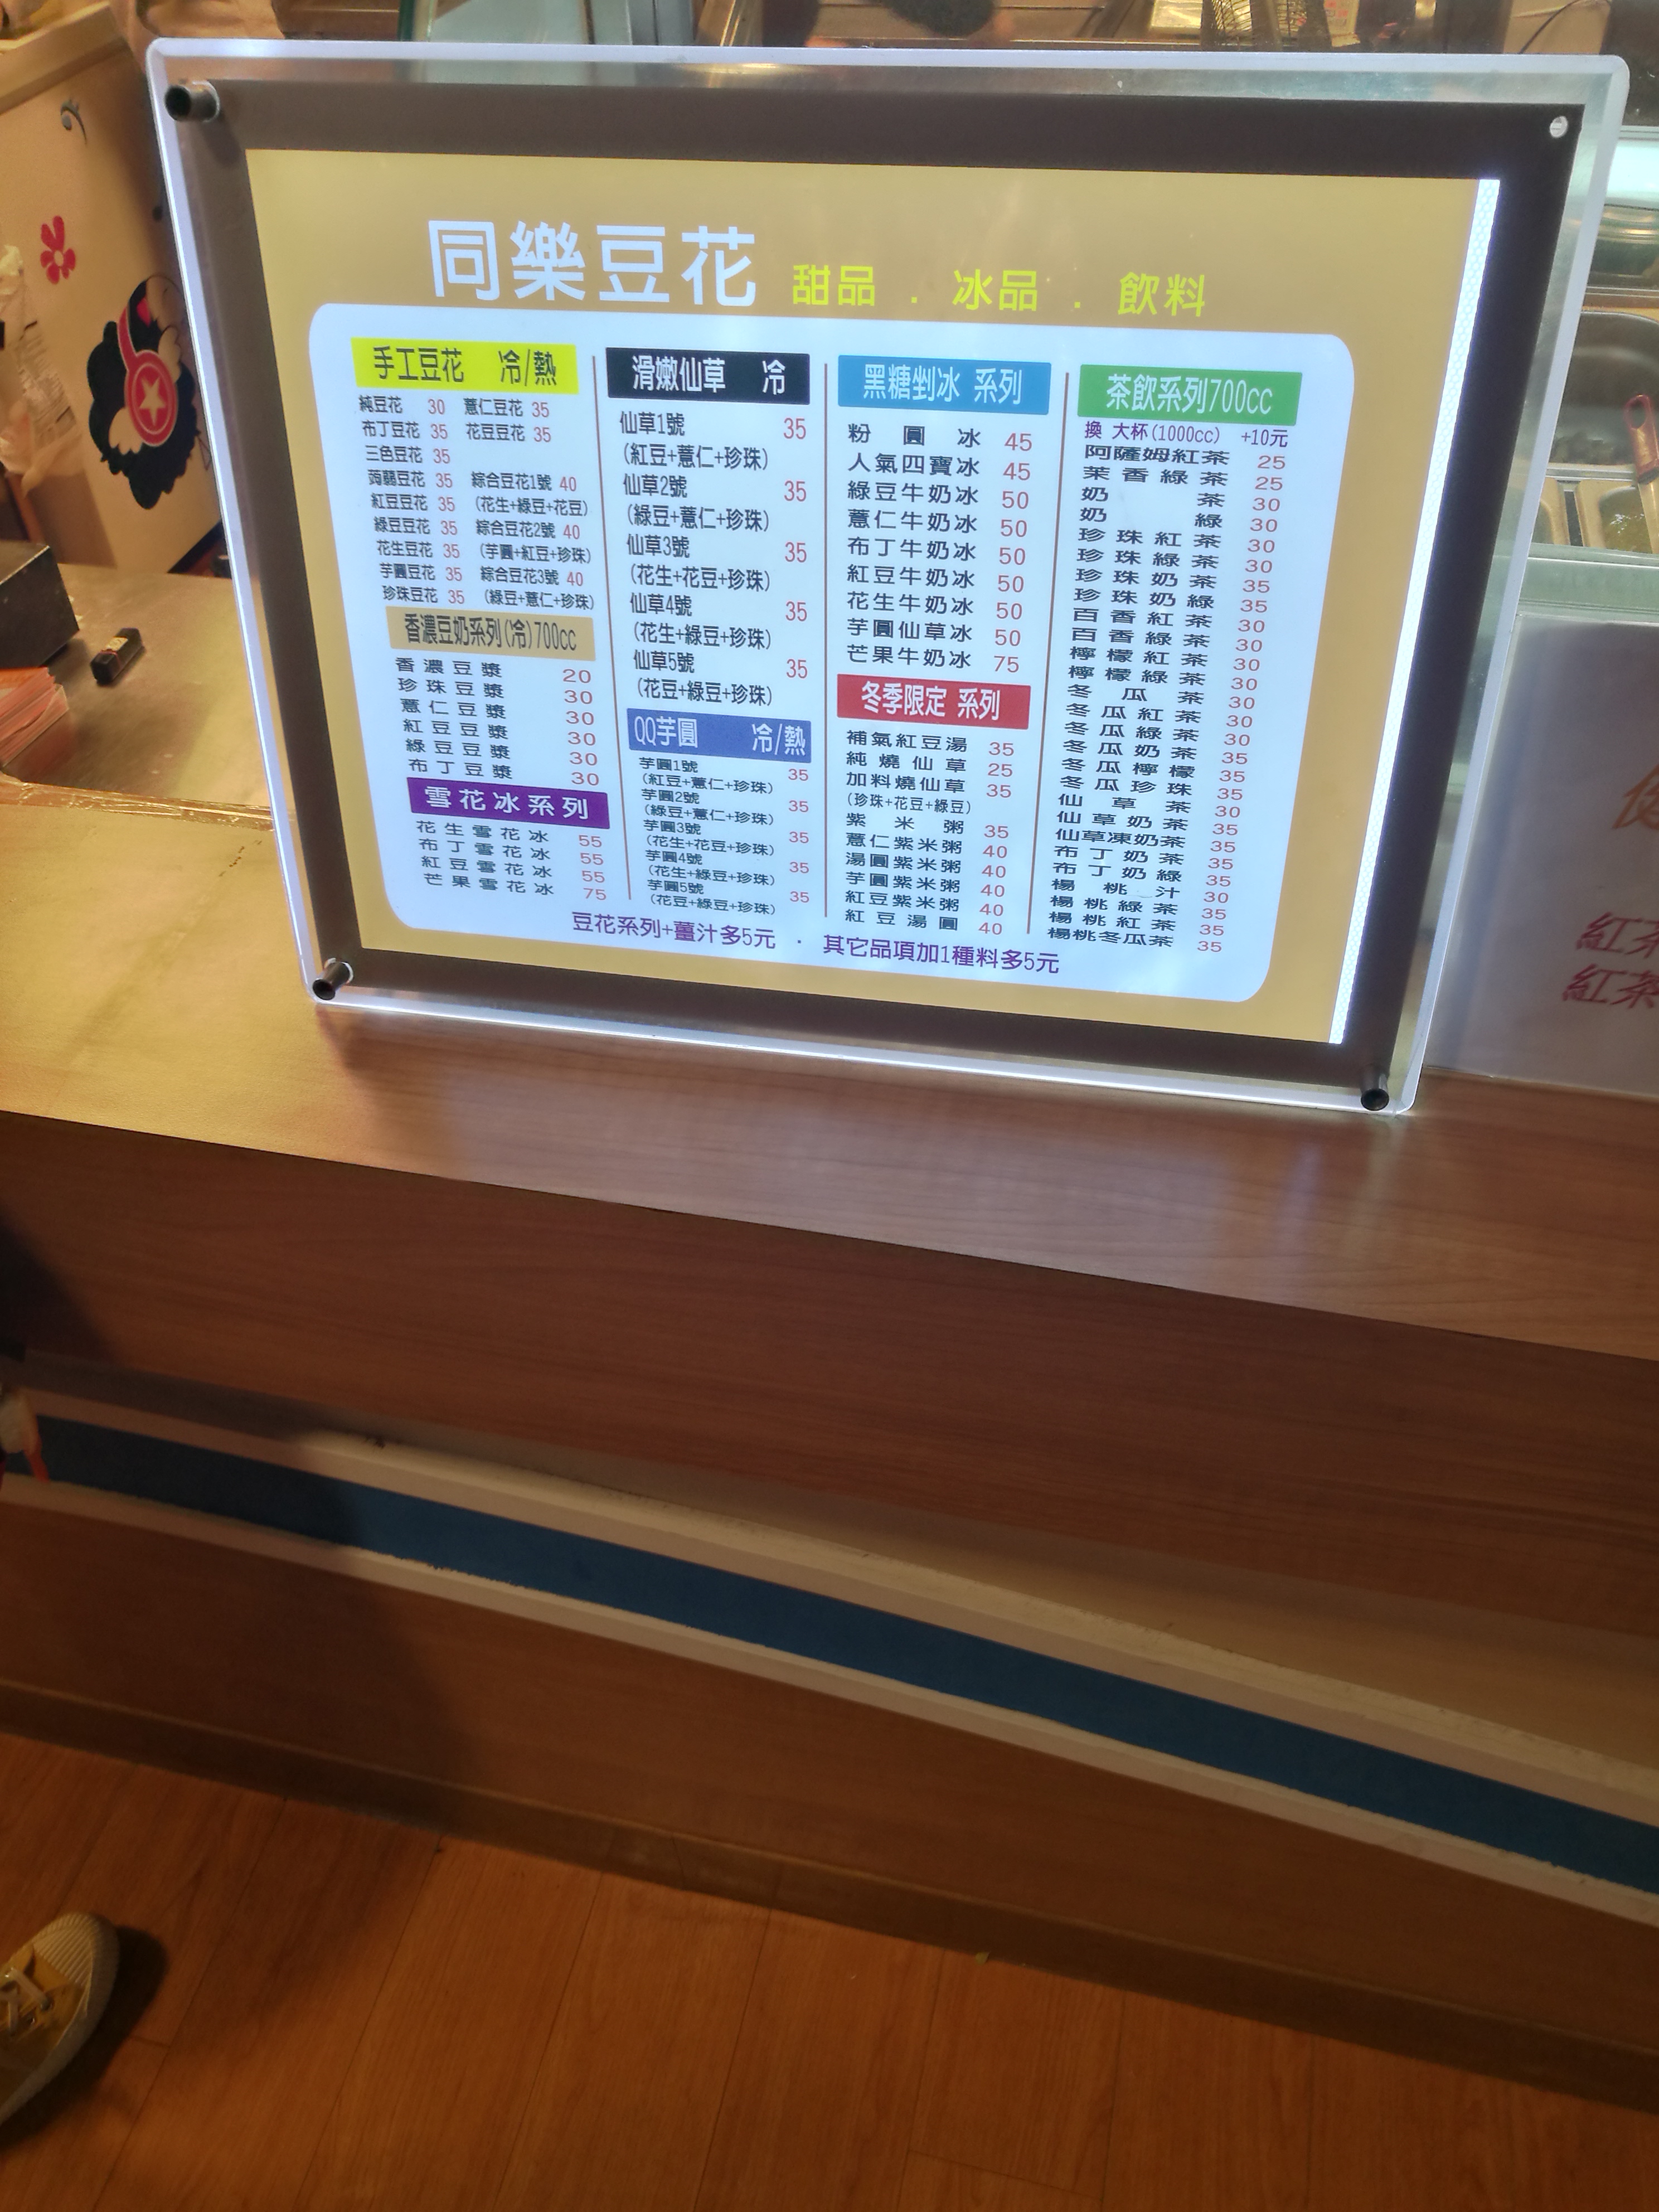 同樂豆花 甜品 . 冰品 . 飲料
手工豆花 冷/熱
純豆花 30 薏仁豆花 35
布丁豆花 35 花豆豆花 35
三色豆花 35
蒟蒻豆花 35 綜合豆花1號 40
紅豆豆花 35 (花生+綠豆+花豆)
綠豆豆花 35 綜合豆花2號 40
花生豆花 35 (芋圓+紅豆+珍珠)
芋圓豆花 35 綜合豆花3號 40
珍珠豆花 35 (綠豆+薏仁+珍珠)
香濃豆奶系列(冷)700cc
香濃豆漿 20
珍珠豆漿 30
薏仁豆漿 30
紅豆豆漿 30
綠豆豆漿 30
布丁豆漿 30
雪花冰系列
花生雪花冰 55
布丁雪花冰 55
紅豆雪花冰 55
芒果雪花冰 75
滑嫩仙草 冷
仙草1號 35
(紅豆+薏仁+珍珠)
仙草2號 35
(綠豆+薏仁+珍珠)
仙草3號 35
(花生+花豆+珍珠)
仙草4號 35
(花生+綠豆+珍珠)
仙草5號 35
(花豆+綠豆+珍珠)
QQ芋圓 冷/熱
芋圓1號 35
(紅豆+薏仁+珍珠)
芋圓2號 35
(綠豆+薏仁+珍珠)
芋圓3號 35
(花生+花豆+珍珠)
芋圓4號 35
(花生+綠豆+珍珠)
芋圓5號 35
(花豆+綠豆+珍珠)
黑糖剉冰 系列
粉圓冰 45
人氣四寶冰 45
綠豆牛奶冰 50
薏仁牛奶冰 50
布丁牛奶冰 50
紅豆牛奶冰 50
花生牛奶冰 50
芋圓仙草冰 50
芒果牛奶冰 75
冬季限定 系列
補氣紅豆湯 35
純燒仙草 25
加料燒仙草 35
(珍珠+花豆+綠豆)
紫米粥 35
薏仁紫米粥 40
湯圓紫米粥 40
芋圓紫米粥 40
紅豆紫米粥 40
紅豆湯圓 40
茶飲系列700cc
換 大杯(1000cc) +10元
阿薩姆紅茶 25
茉香綠茶 25
奶茶 30
奶綠 30
珍珠紅茶 30
珍珠綠茶 30
珍珠奶茶 35
珍珠奶綠 35
百香紅茶 30
百香綠茶 30
檸檬紅茶 30
檸檬綠茶 30
冬瓜茶 30
冬瓜紅茶 30
冬瓜綠茶 30
冬瓜奶茶 35
冬瓜檸檬 35
冬瓜珍珠 35
仙草茶 30
仙草奶茶 35
仙草凍奶茶 35
布丁奶茶 35
布丁奶綠 35
楊桃汁 30
楊桃綠茶 35
楊桃紅茶 35
楊桃冬瓜茶 35
豆花系列+薑汁多5元 · 其它品項加1種料多5元
紅茶
紅茶